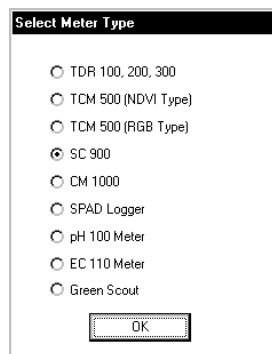 Select Meter Type
TDR 100, 200, 300
TCM 500 (NDVI Type)
TCM 500 (RGB Type)
SC 900
CM 1000
SPAD Logger
pH 100 Meter
EC 110 Meter
Green Scout
OK